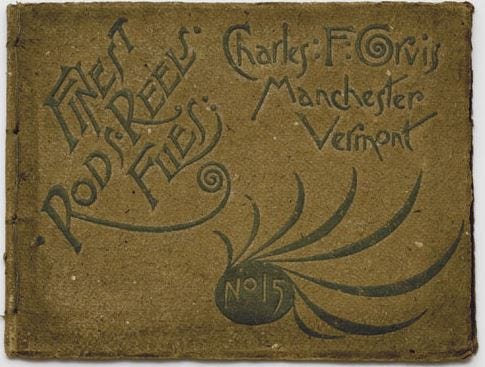 FINEST
RODS: REELS:
FLIES:
Charles: F: Orvis
Manchester
Vermont
No 15